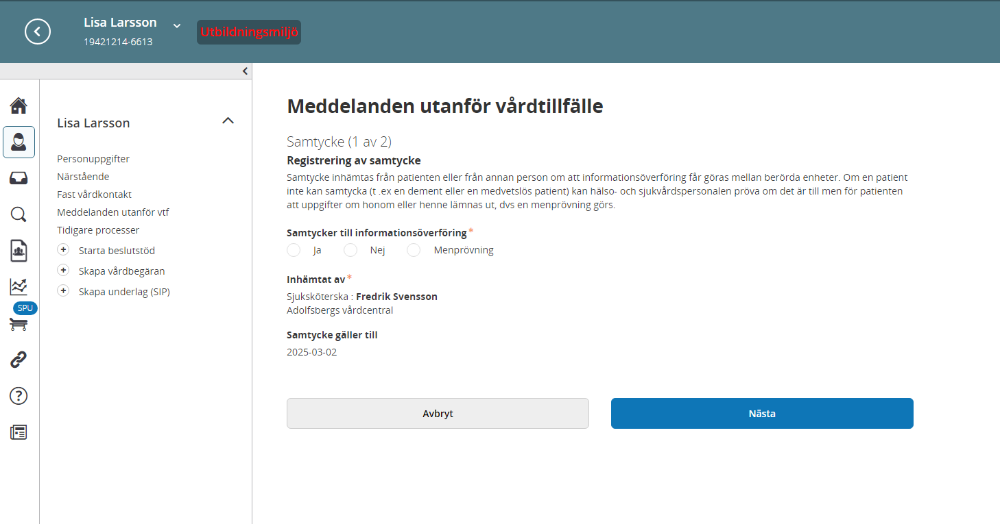 Lisa Larsson
19421214-6613
Utbildningsmiljö
SPU
Lisa Larsson
Personuppgifter
Närstående
Fast vårdkontakt
Meddelanden utanför vtf
Tidigare processer
Starta beslutstöd
Skapa vårdbegäran
Skapa underlag (SIP)
Meddelanden utanför vårdtillfälle
Samtycke (1 av 2)
Registrering av samtycke
Samtycke inhämtas från patienten eller från annan person om att informationsöverföring får göras mellan berörda enheter. Om en patient
inte kan samtycka (t .ex en dement eller en medvetslös patient) kan hälso- och sjukvårdspersonalen pröva om det är till men för patienten
att uppgifter om honom eller henne lämnas ut, dvs en menprövning görs.
Samtycker till informationsöverföring*
Ja Nej Menprövning
Inhämtat av*
Sjuksköterska : Fredrik Svensson
Adolfsbergs vårdcentral
Samtycke gäller till
2025-03-02
Avbryt Nästa